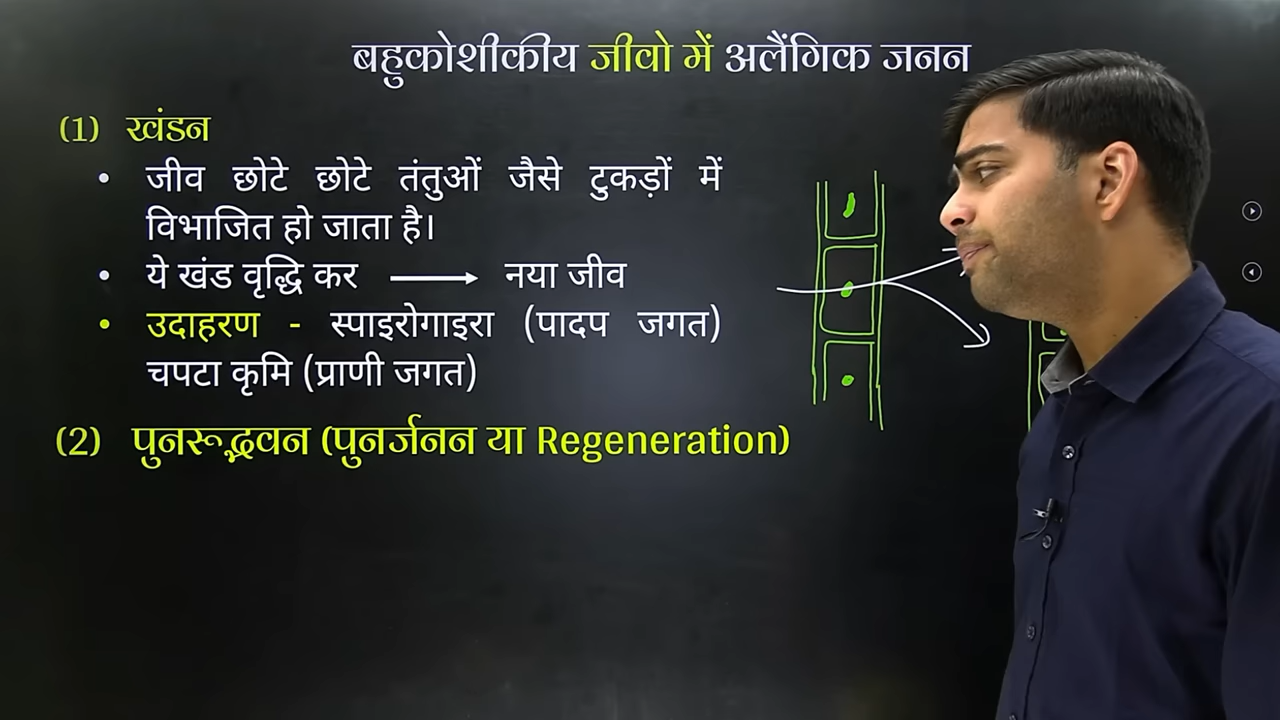 बहुकोशीकीय जीवो में अलैंगिक जनन
(1) खंडन
• जीव छोटे छोटे तंतुओं जैसे टुकड़ों में
विभाजित हो जाता है।
• ये खंड वृद्धि कर ⟶ नया जीव
• उदाहरण - स्पाइरोगाइरा (पादप जगत)
चपटा कृमि (प्राणी जगत)
(2) पुनरूद्भवन (पुनर्जनन या Regeneration)